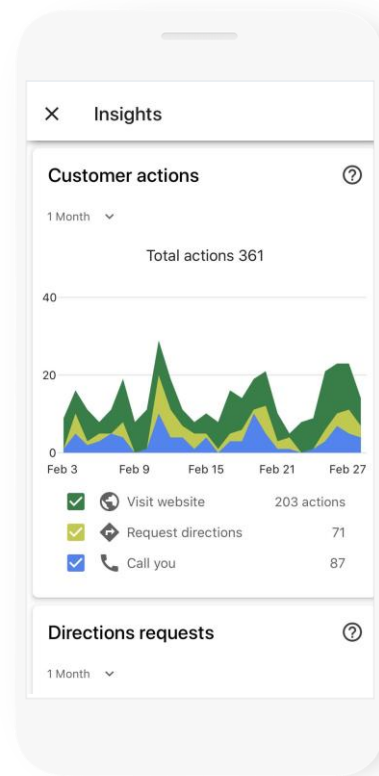 Insights
Customer actions
1 Month
Total actions 361
40
20
0
Feb 3 Feb 9 Feb 15 Feb 21 Feb 27
Visit website 203 actions
Request directions 71
Call you 87
Directions requests
1 Month